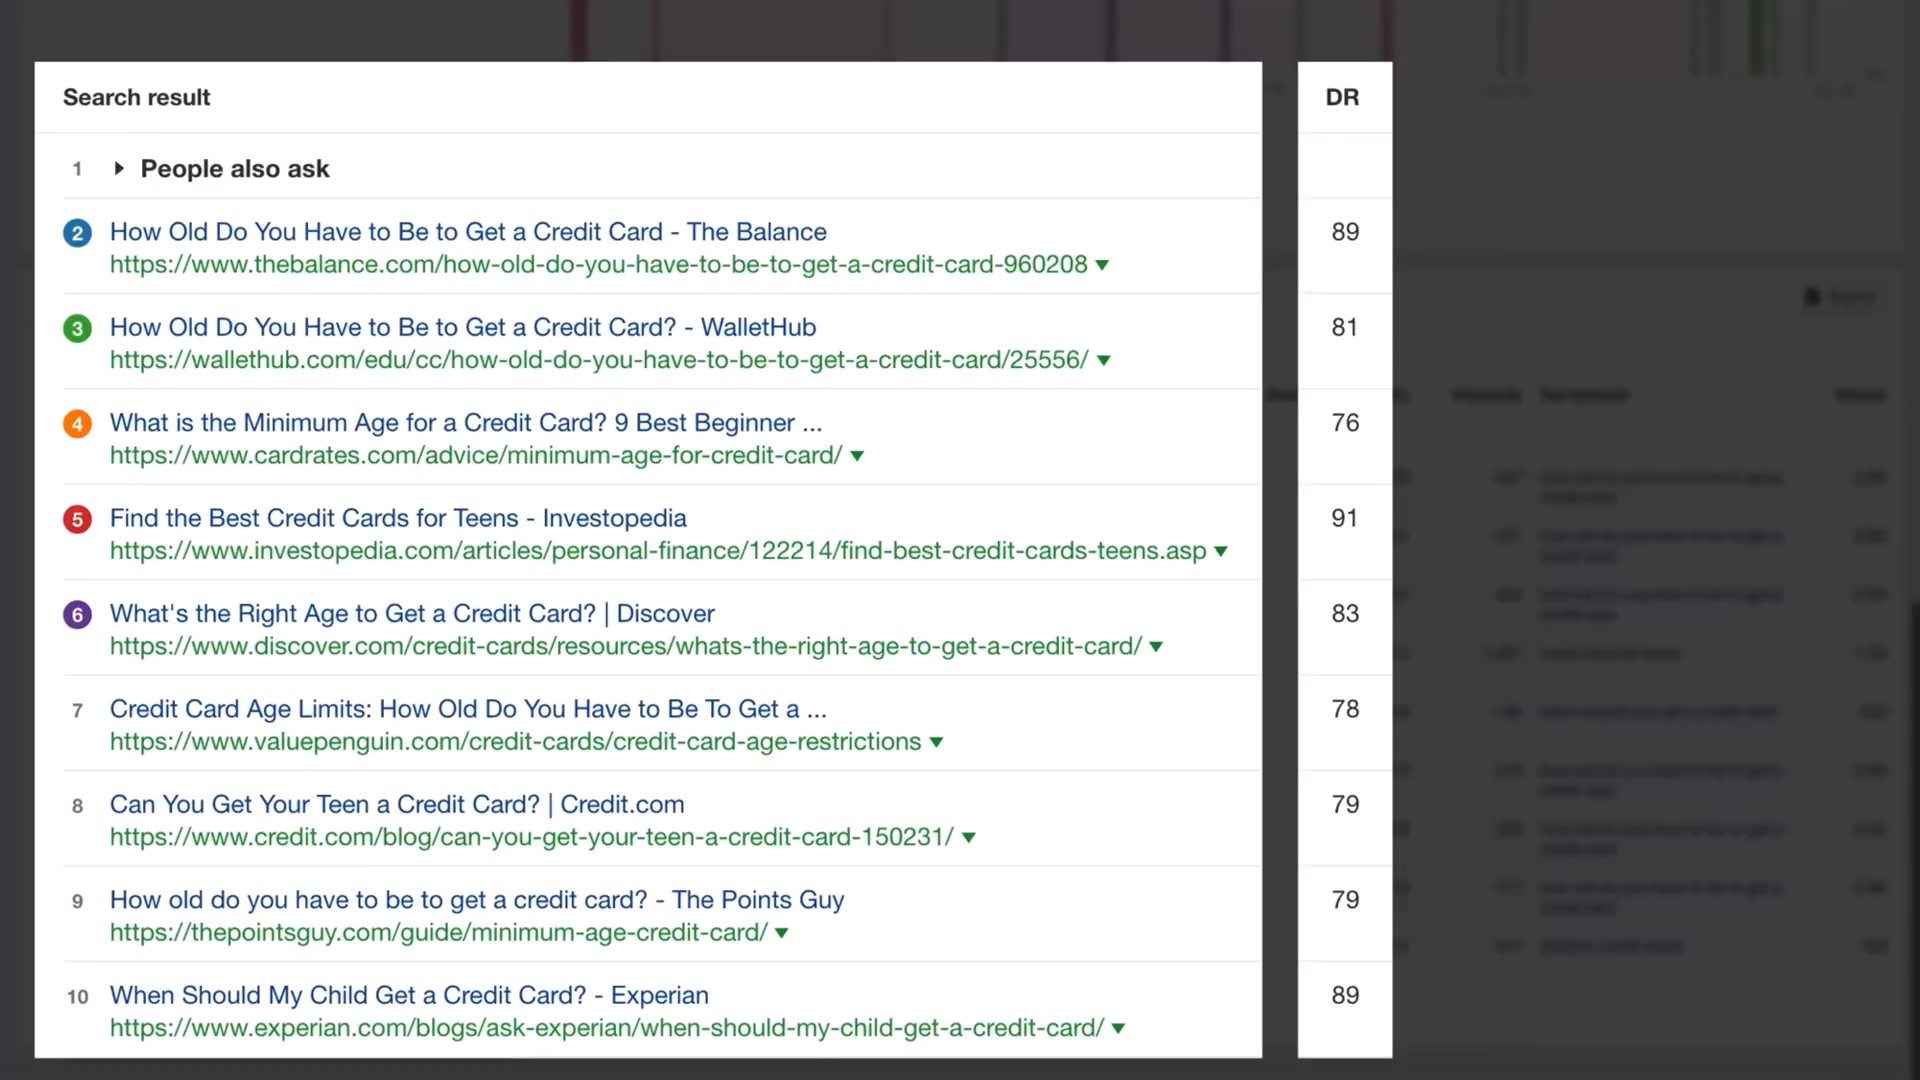 Search result
DR
1 People also ask
2 How Old Do You Have to Be to Get a Credit Card - The Balance
https://www.thebalance.com/how-old-do-you-have-to-be-to-get-a-credit-card-960208
89
3 How Old Do You Have to Be to Get a Credit Card? - WalletHub
https://wallethub.com/edu/cc/how-old-do-you-have-to-be-to-get-a-credit-card/25556/
81
4 What is the Minimum Age for a Credit Card? 9 Best Beginner ...
https://www.cardrates.com/advice/minimum-age-for-credit-card/
76
5 Find the Best Credit Cards for Teens - Investopedia
https://www.investopedia.com/articles/personal-finance/122214/find-best-credit-cards-teens.asp
91
6 What's the Right Age to Get a Credit Card? | Discover
https://www.discover.com/credit-cards/resources/whats-the-right-age-to-get-a-credit-card/
83
7 Credit Card Age Limits: How Old Do You Have to Be To Get a ...
https://www.valuepenguin.com/credit-cards/credit-card-age-restrictions
78
8 Can You Get Your Teen a Credit Card? | Credit.com
https://www.credit.com/blog/can-you-get-your-teen-a-credit-card-150231/
79
9 How old do you have to be to get a credit card? - The Points Guy
https://thepointsguy.com/guide/minimum-age-credit-card/
79
10 When Should My Child Get a Credit Card? - Experian
https://www.experian.com/blogs/ask-experian/when-should-my-child-get-a-credit-card/
89